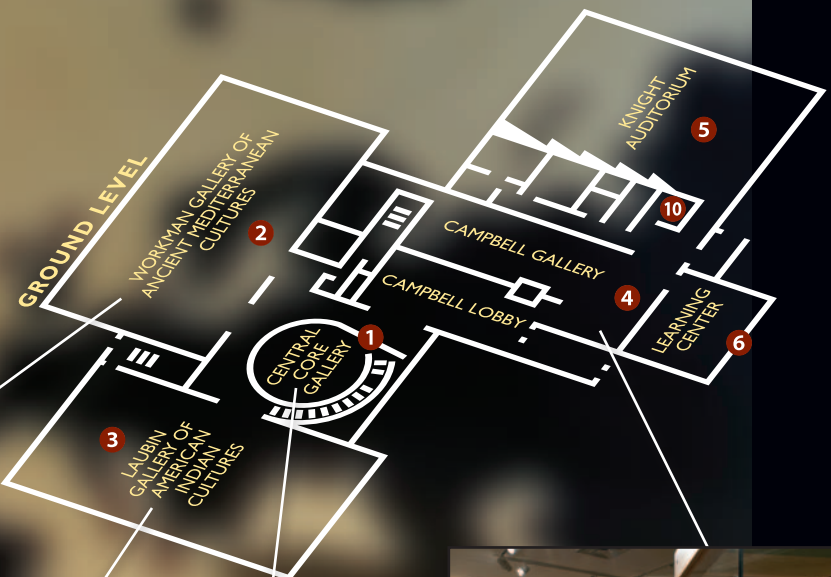 KNIGHT
AUDITORIUM
5
10
GROUND LEVEL
WORKMAN GALLERY OF
ANCIENT MEDITERRANEAN
CULTURES
2
CAMPBELL GALLERY
4
CAMPBELL LOBBY
LEARNING
CENTER
6
CENTRAL
CORE
GALLERY
1
3
LAUBIN
GALLERY OF
AMERICAN
INDIAN
CULTURES